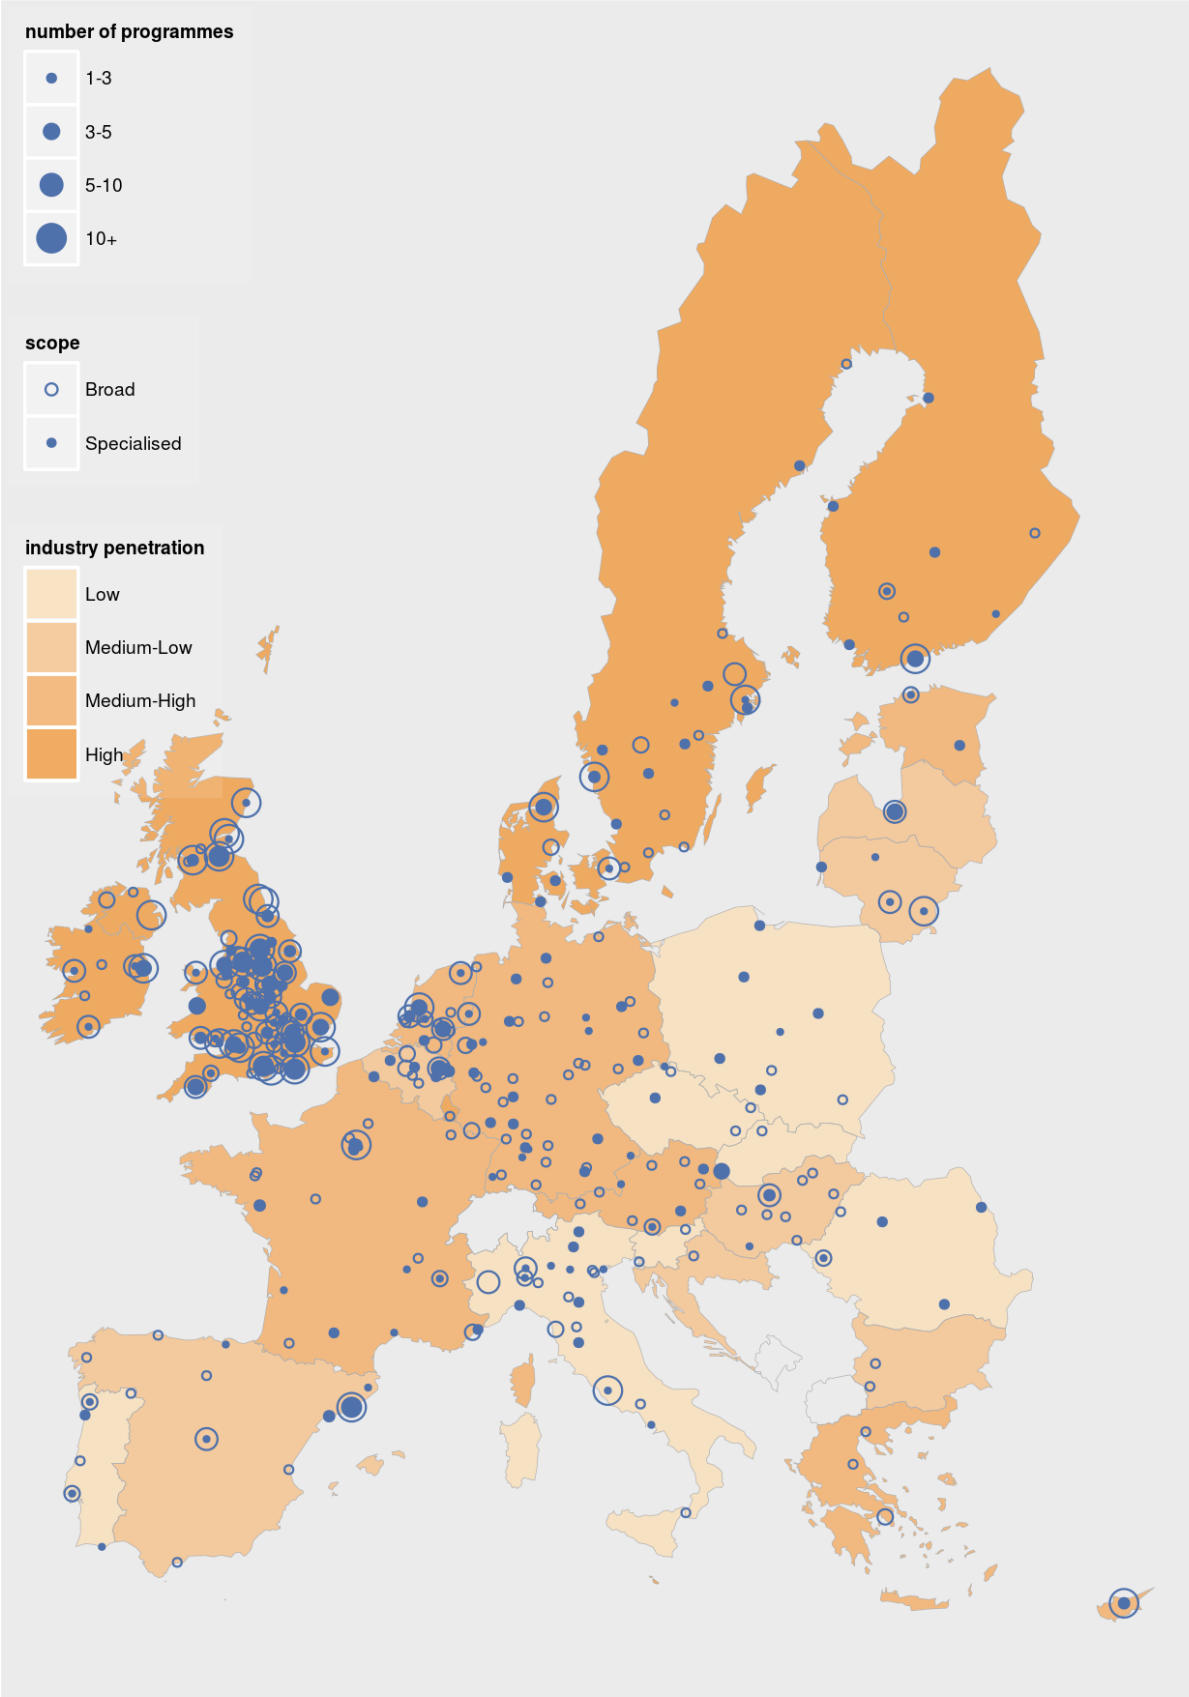 number of programmes
1-3
3-5
5-10
10+
scope
Broad
Specialised
industry penetration
Low
Medium-Low
Medium-High
High